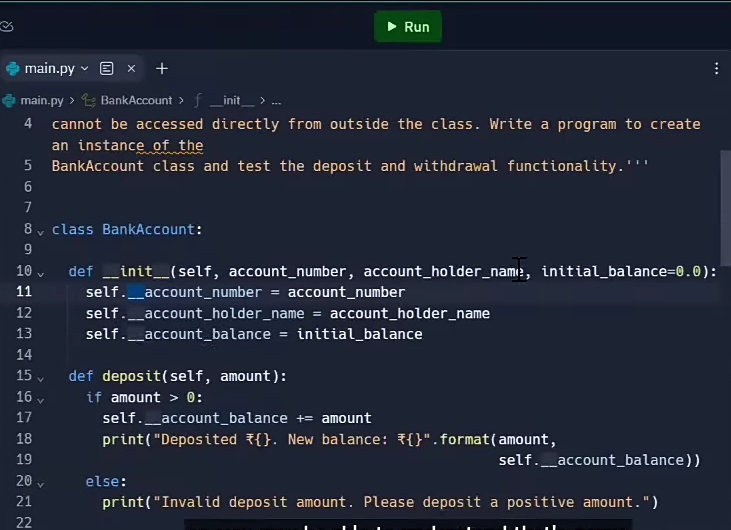 Run
main.py
main.py > BankAccount > f __init__ > ...
4 cannot be accessed directly from outside the class. Write a program to create
an instance of the
5 BankAccount class and test the deposit and withdrawal functionality.'''
6
7
8 class BankAccount:
9
10 def __init__(self, account_number, account_holder_name, initial_balance=0.0):
11 self.__account_number = account_number
12 self.__account_holder_name = account_holder_name
13 self.__account_balance = initial_balance
14
15 def deposit(self, amount):
16 if amount > 0:
17 self.__account_balance += amount
18 print("Deposited ₹{}. New balance: ₹{}".format(amount,
19 self.__account_balance))
20 else:
21 print("Invalid deposit amount. Please deposit a positive amount.")
22